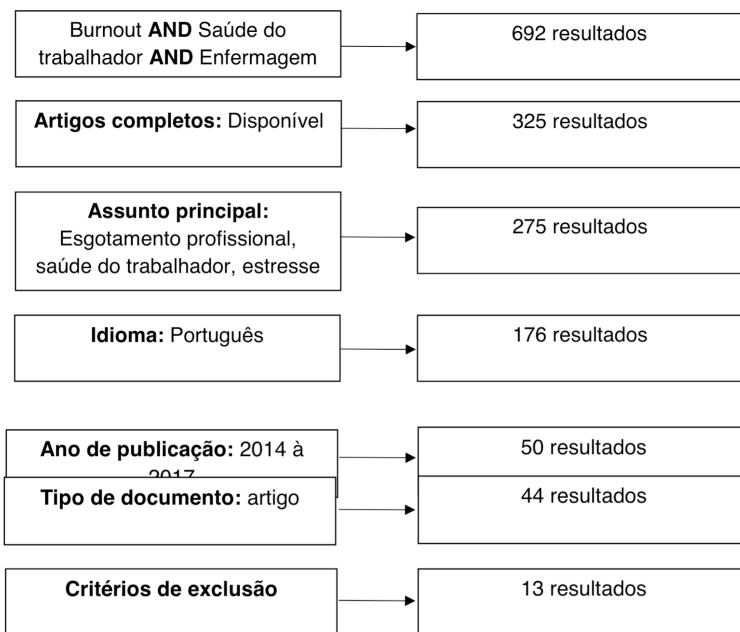 Burnout AND Saúde do
trabalhador AND Enfermagem
692 resultados
Artigos completos: Disponível
325 resultados
Assunto principal:
Esgotamento profissional,
saúde do trabalhador, estresse
275 resultados
Idioma: Português
176 resultados
Ano de publicação: 2014 à
2017
50 resultados
Tipo de documento: artigo
44 resultados
Critérios de exclusão
13 resultados